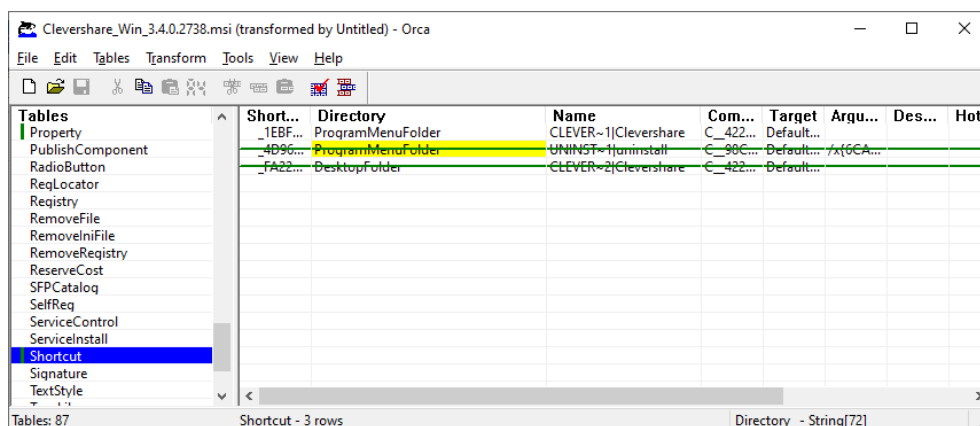 Clevershare_Win_3.4.0.2738.msi (transformed by Untitled) - Orca
File Edit Tables Transform Tools View Help
Tables
Property
PublishComponent
RadioButton
RegLocator
Registry
RemoveFile
RemoveIniFile
RemoveRegistry
ReserveCost
SFPCatalog
SelfReg
ServiceControl
ServiceInstall
Shortcut
Signature
TextStyle
Short... Directory Name Com... Target Argu... Des... Hot
_1EBF... ProgramMenuFolder CLEVER~1|Clevershare C__422... Default...
_4D96... ProgramMenuFolder UNINST~1|uninstall C__98C... Default... /x{6CA...
_FA22... DesktopFolder CLEVER~2|Clevershare C__422... Default...
Tables: 87 Shortcut - 3 rows Directory - String[72]